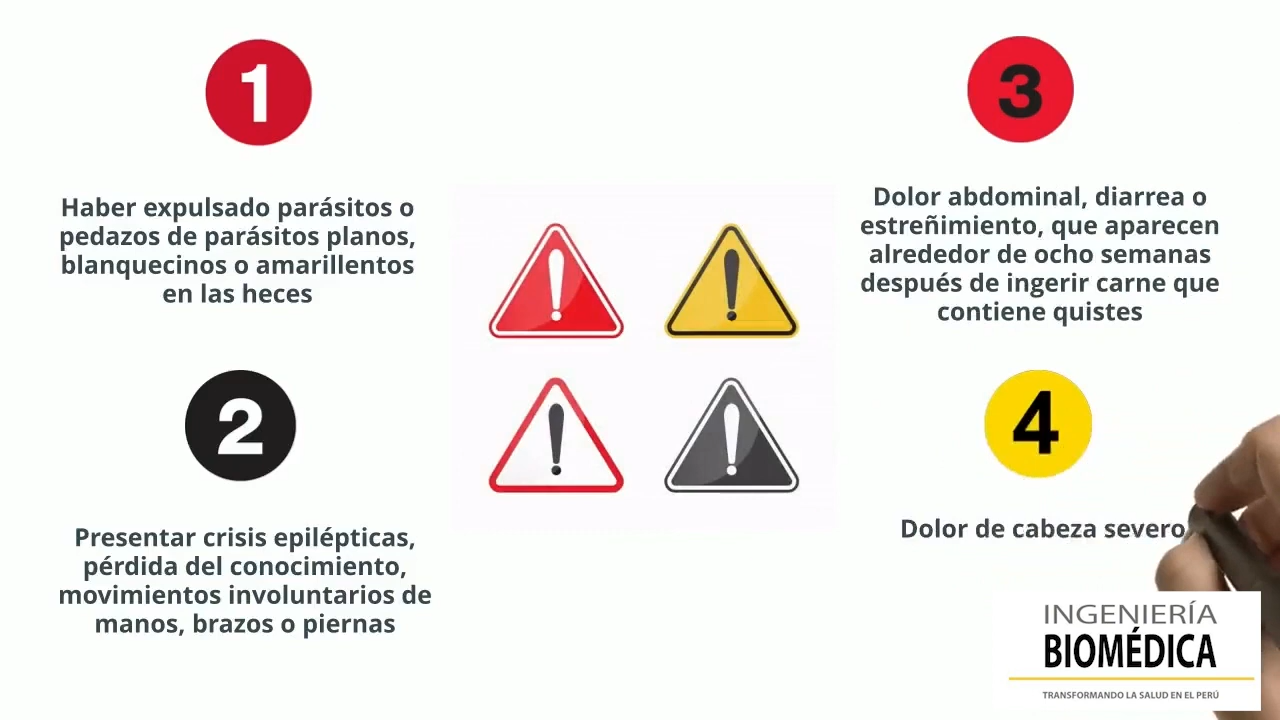 1
Haber expulsado parásitos o
pedazos de parásitos planos,
blanquecinos o amarillentos
en las heces
2
Presentar crisis epilépticas,
pérdida del conocimiento,
movimientos involuntarios de
manos, brazos o piernas
3
Dolor abdominal, diarrea o
estreñimiento, que aparecen
alrededor de ocho semanas
después de ingerir carne que
contiene quistes
4
Dolor de cabeza severo
INGENIERÍA
BIOMÉDICA
TRANSFORMANDO LA SALUD EN EL PERÚ